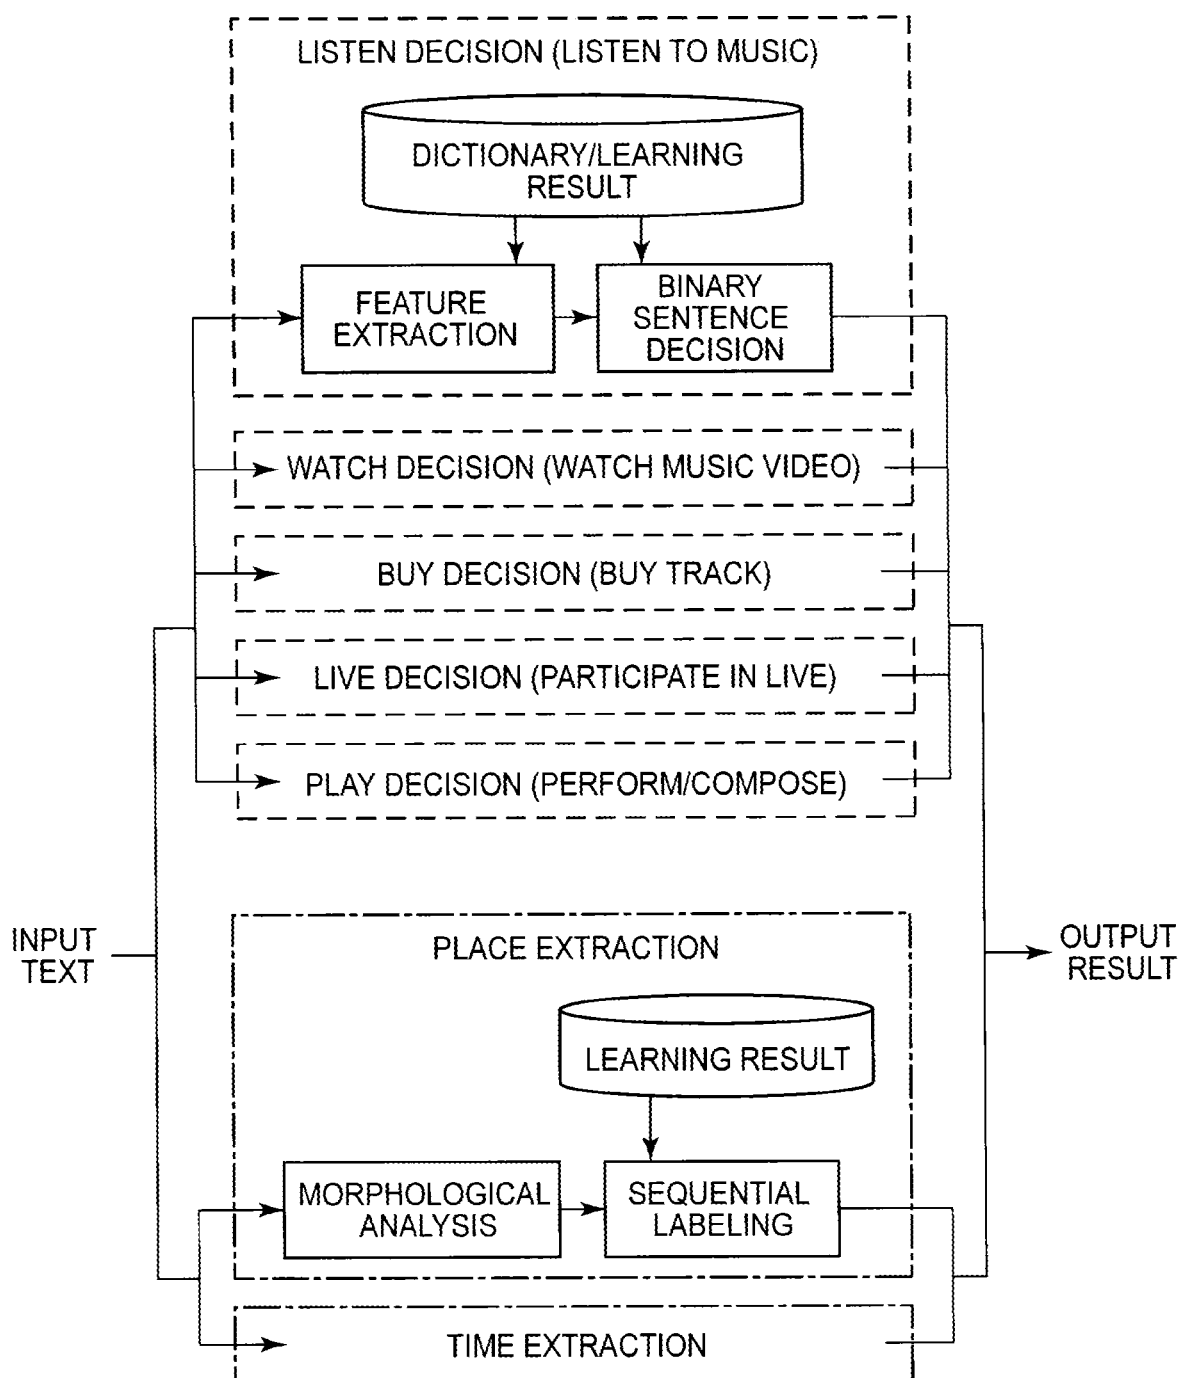 LISTEN DECISION (LISTEN TO MUSIC)
DICTIONARY/LEARNING
RESULT
FEATURE
EXTRACTION
BINARY
SENTENCE
DECISION
WATCH DECISION (WATCH MUSIC VIDEO)
BUY DECISION (BUY TRACK)
LIVE DECISION (PARTICIPATE IN LIVE)
PLAY DECISION (PERFORM/COMPOSE)
INPUT
TEXT
PLACE EXTRACTION
OUTPUT
RESULT
LEARNING RESULT
MORPHOLOGICAL
ANALYSIS
SEQUENTIAL
LABELING
TIME EXTRACTION